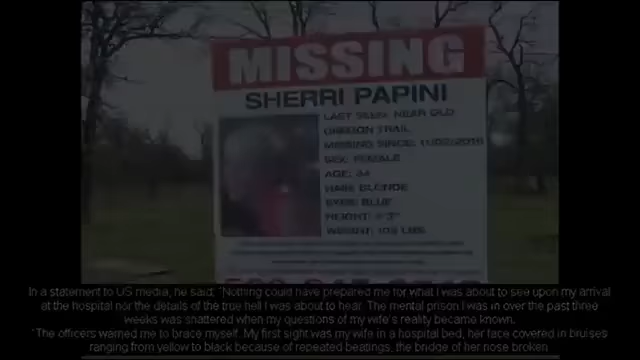 MISSING
SHERRI PAPINI
LAST SEEN: NEAR OLD
OREGON TRAIL
MISSING SINCE: 11/02/2016
SEX: FEMALE
AGE: 34
HAIR: BLONDE
EYES: BLUE
HEIGHT: 5' 3"
WEIGHT: 105 LBS
In a statement to US media, he said: "Nothing could have prepared me for what I was about to see upon my arrival
at the hospital nor the details of the true hell I was about to hear. The mental prison I was in over the past three
weeks was shattered when my questions of my wife's reality became known.
"The officers warned me to brace myself. My first sight was my wife in a hospital bed, her face covered in bruises
ranging from yellow to black because of repeated beatings, the bridge of her nose broken.